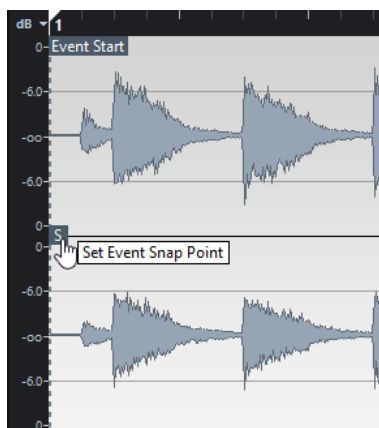 dB 1
0- Event Start
-6.0-
-oo-
-6.0-
0-
S
0-
Set Event Snap Point
-6.0-
-oo-
-6.0-
0-